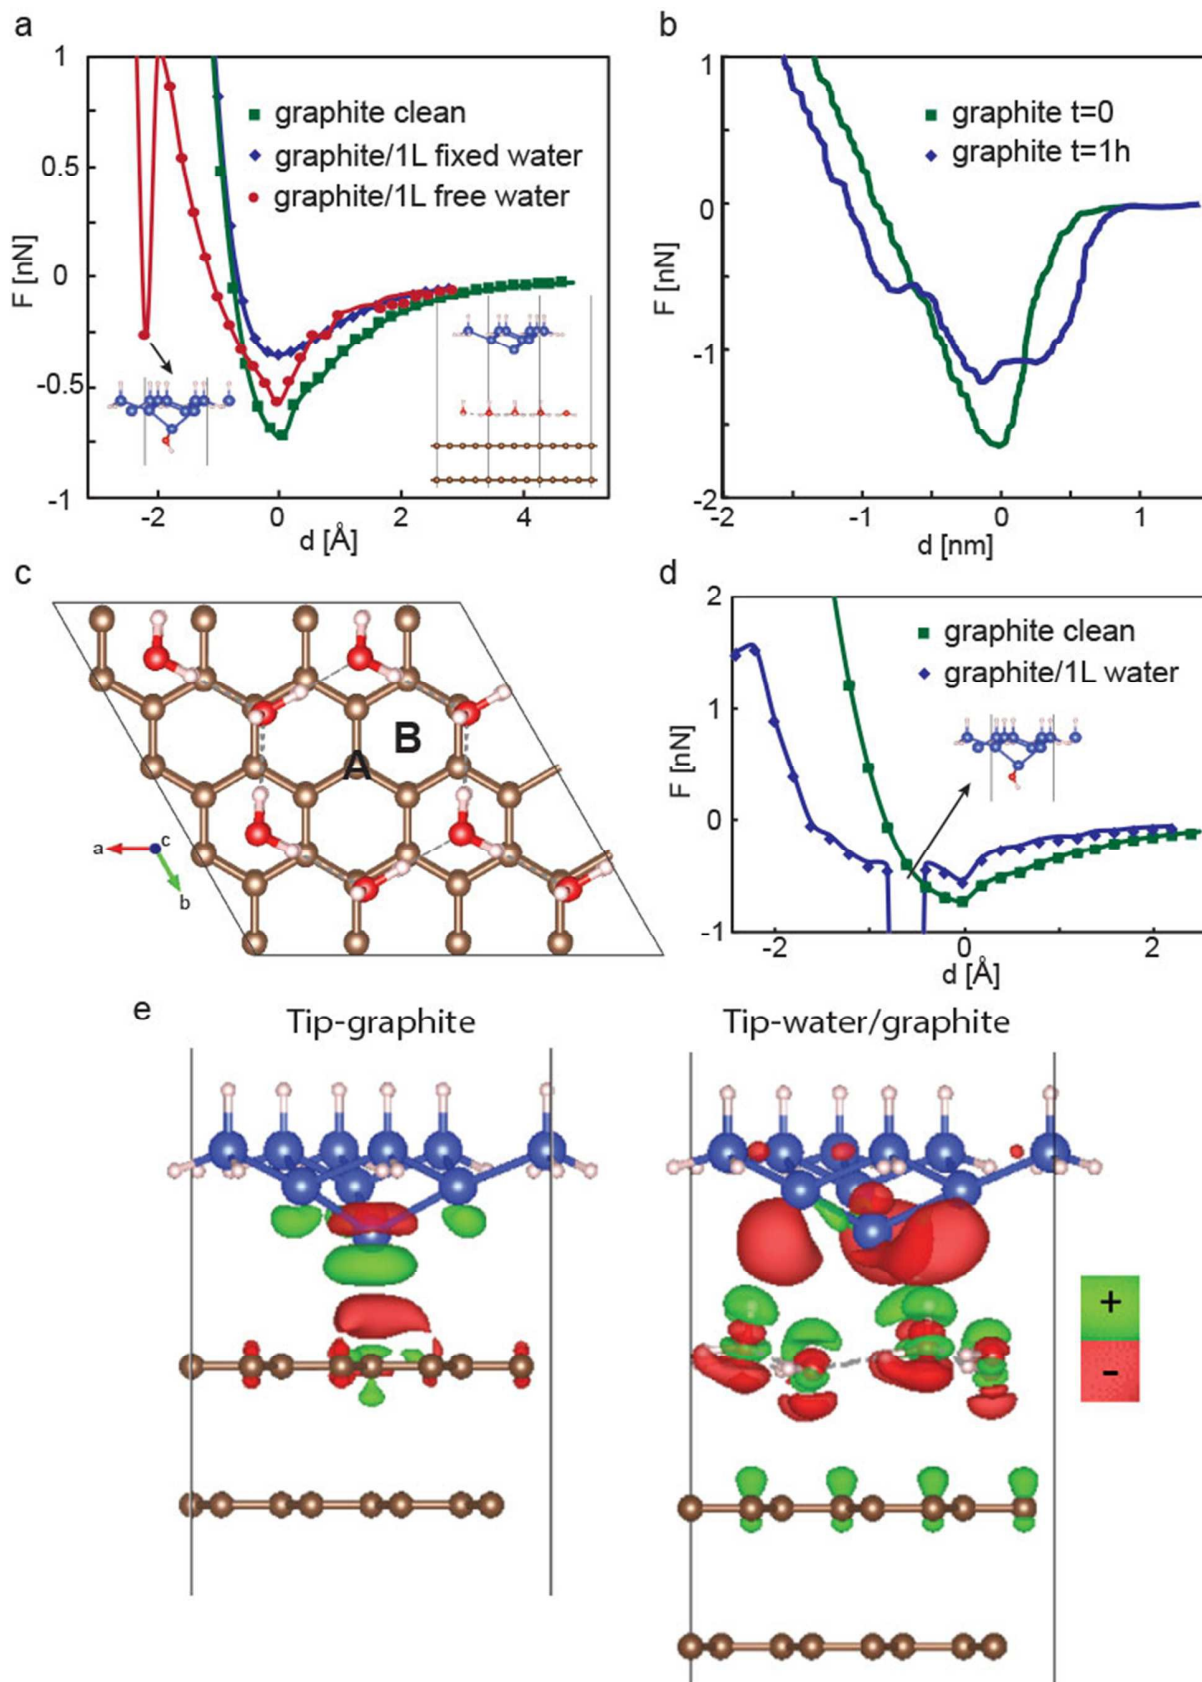 a
1
0.5
0
-0.5
-1
F [nN]
graphite clean
graphite/1L fixed water
graphite/1L free water
-2
0
2
4
d [Å]
b
1
0
-1
-2
F [nN]
graphite t=0
graphite t=1h
-2
-1
0
1
d [nm]
c
A
B
a
c
b
d
2
1
0
-1
F [nN]
graphite clean
graphite/1L water
-2
0
2
d [Å]
e
Tip-graphite
Tip-water/graphite
+
-